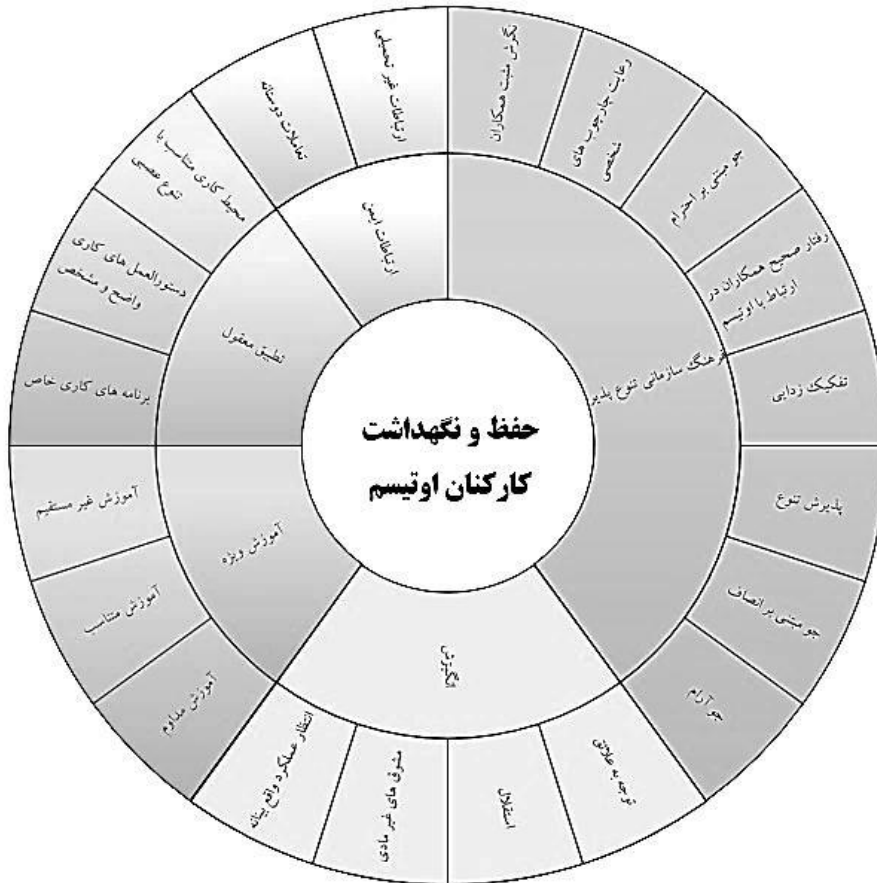 حفظ و نگهداشت
کارکنان اوتیسم
فرهنگ سازمانی تنوع پذیر
نگرش مثبت همکاران
رعایت چارچوب های
شخصی
جو مبتنی بر احترام
رفتار صحیح همکاران در
ارتباط با اوتیسم
تفکیک زدایی
پذیرش تنوع
جو مبتنی بر انصاف
جو آرام
انگیزش
توجه به علائق
استقلال
مشوق های غیر مادی
انتظار عملکرد واقع بینانه
آموزش ویژه
آموزش مداوم
آموزش متناسب
آموزش غیر مستقیم
تطبیق معقول
برنامه های کاری خاص
دستورالعمل های کاری
واضح و مشخص
محیط کاری متناسب با
تنوع عصبی
ارتباطات ایمن
تعاملات دوستانه
ارتباطات غیر تحمیلی